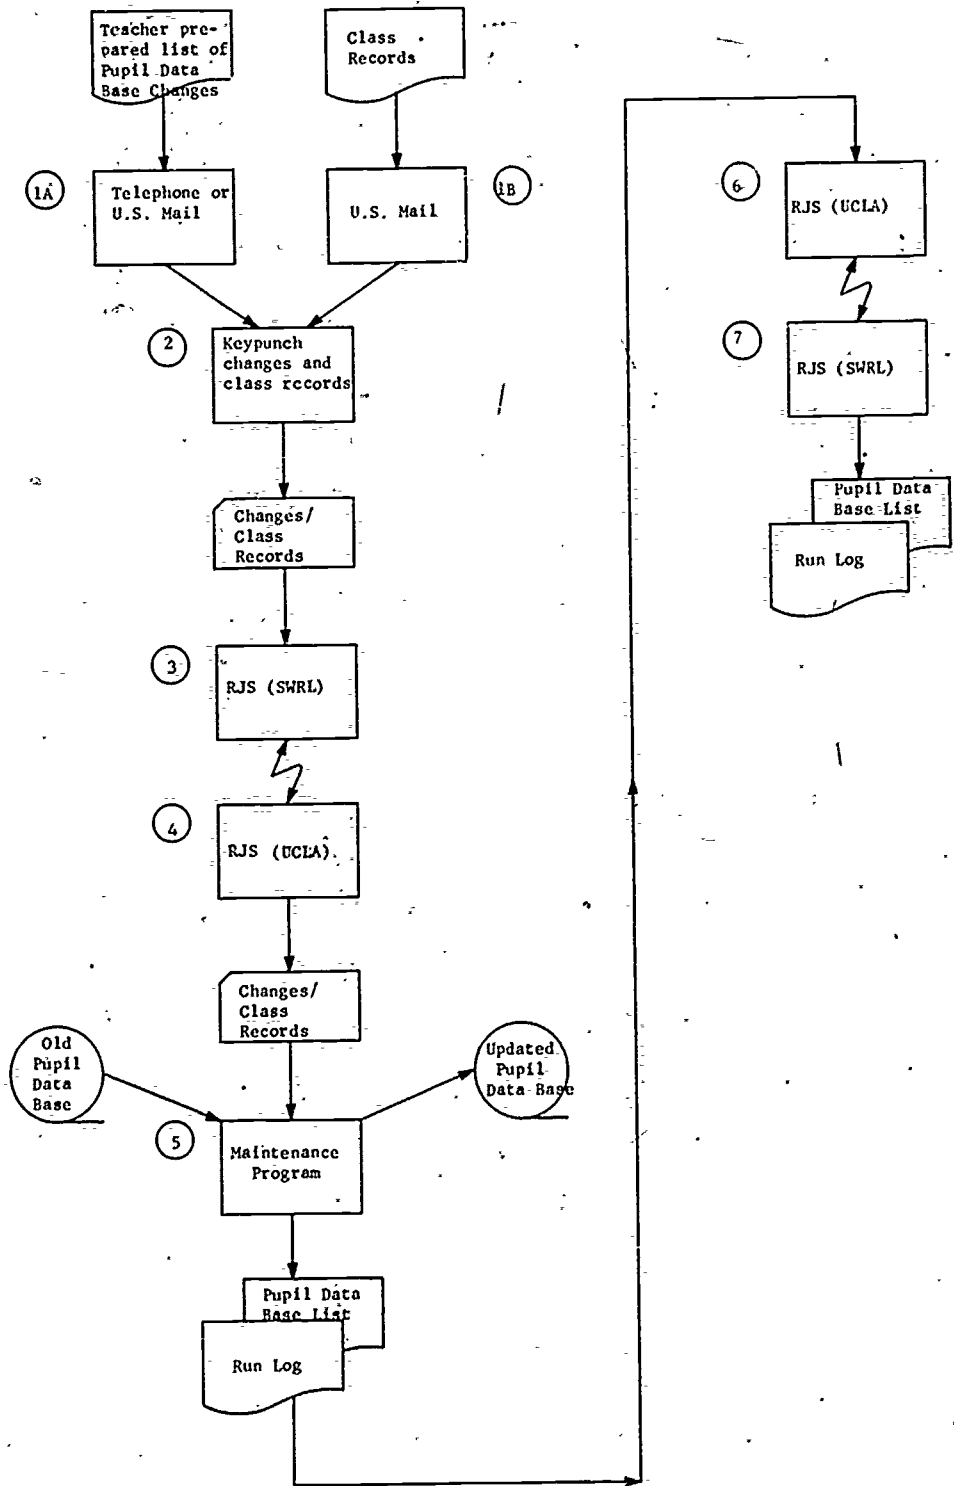 Teacher pre-
pared list of
Pupil Data
Base Changes
Class
Records
1A
Telephone or
U.S. Mail
U.S. Mail
1B
2
Keypunch
changes and
class records
Changes/
Class
Records
3
RJS (SWRL)
4
RJS (UCLA)
Changes/
Class
Records
Old
Pupil
Data
Base
Updated
Pupil
Data Base
5
Maintenance
Program
Pupil Data
Base List
Run Log
6
RJS (UCLA)
7
RJS (SWRL)
Pupil Data
Base List
Run Log